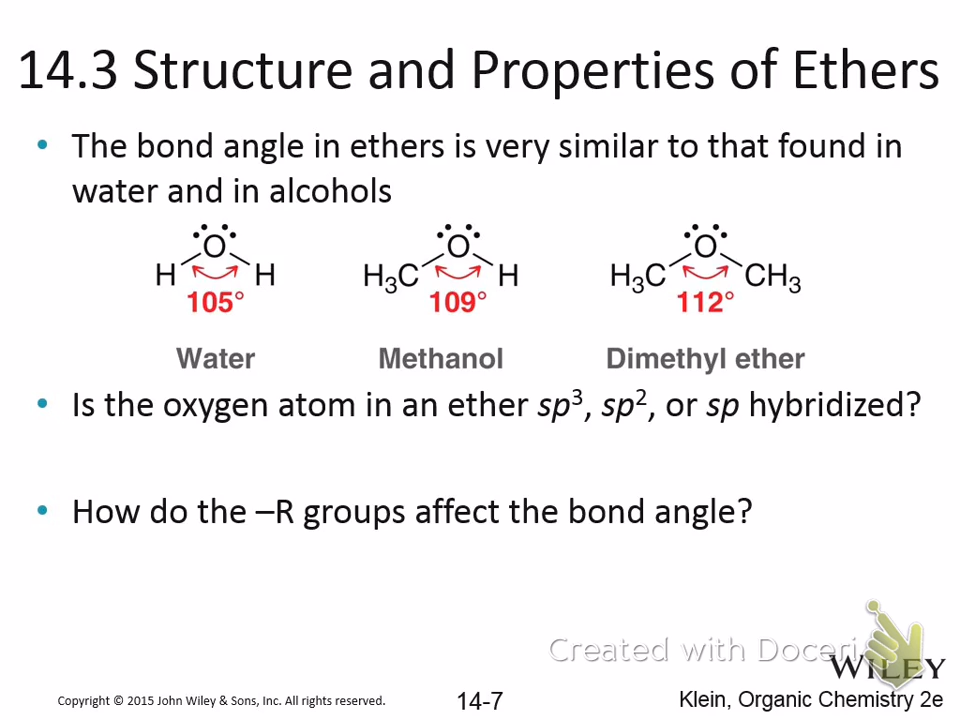 14.3 Structure and Properties of Ethers
• The bond angle in ethers is very similar to that found in
water and in alcohols
O O O
H H H₃C H H₃C CH₃
105° 109° 112°
Water Methanol Dimethyl ether
• Is the oxygen atom in an ether sp³, sp², or sp hybridized?
• How do the –R groups affect the bond angle?
Created with Doceri
WILEY
Copyright © 2015 John Wiley & Sons, Inc. All rights reserved. 14-7 Klein, Organic Chemistry 2e